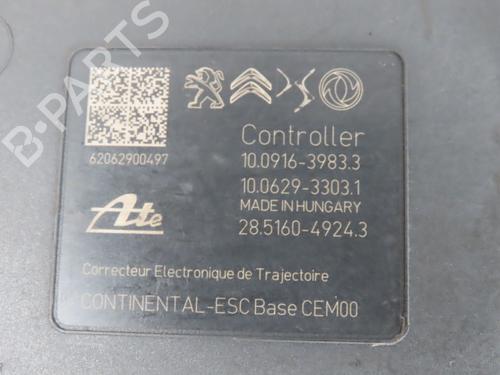 B-PARTS
Controller
62062900497
10.0916-3983.3
10.0629-3303.1
MADE IN HUNGARY
Ate
28.5160-4924.3
Correcteur Electronique de Trajectoire
CONTINENTAL-ESC Base CEM00